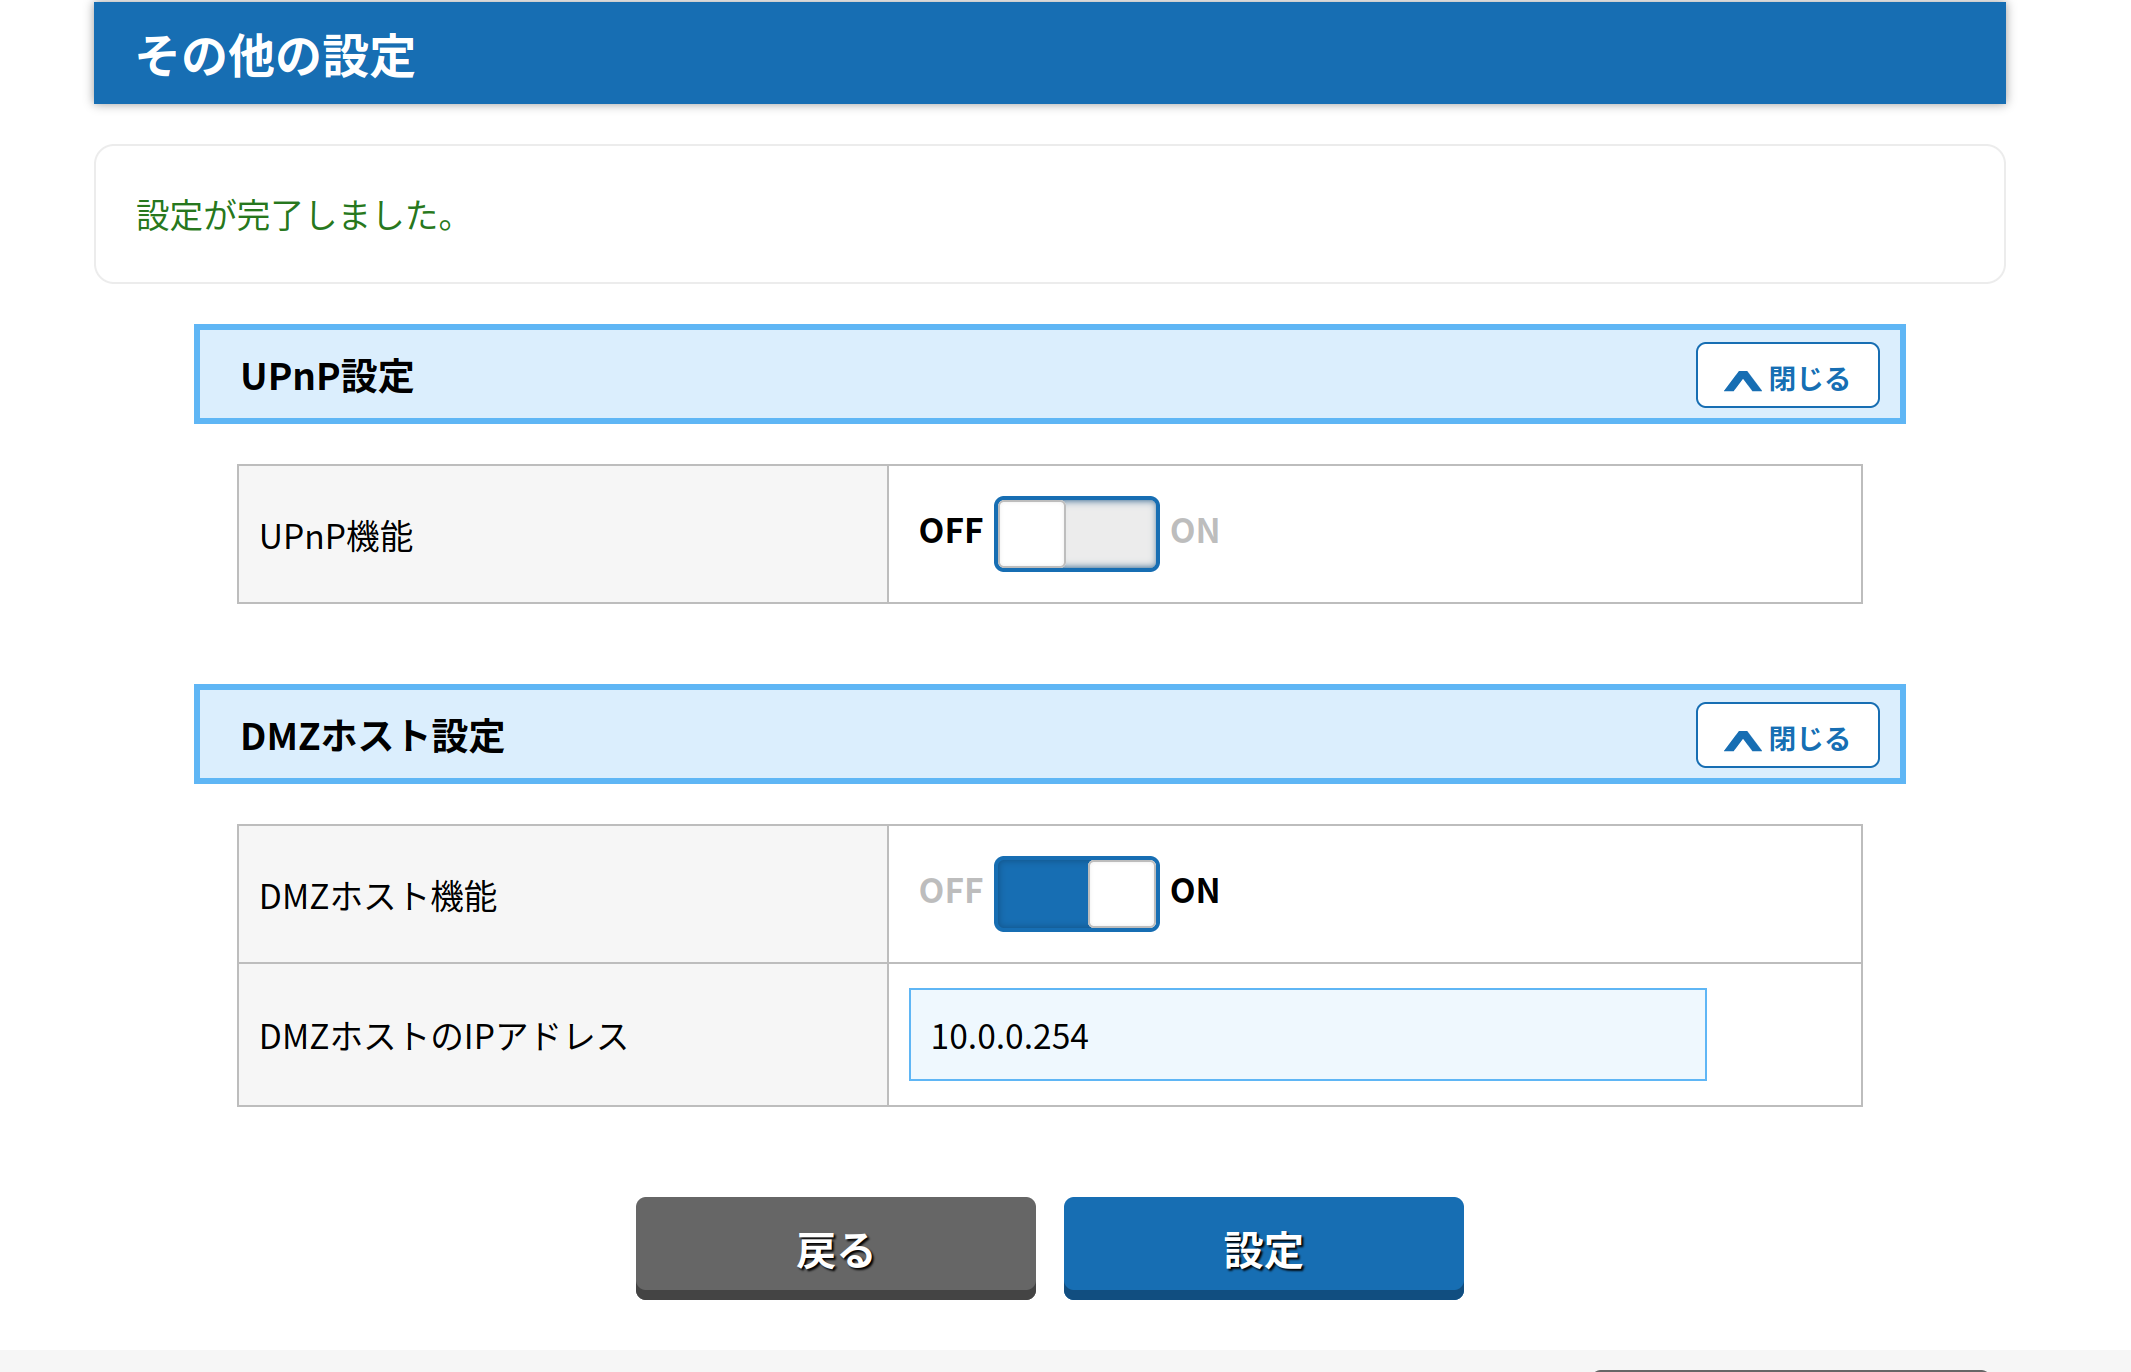 その他の設定
設定が完了しました。
UPnP設定
閉じる
UPnP機能
OFF ON
DMZホスト設定
閉じる
DMZホスト機能
OFF ON
DMZホストのIPアドレス
10.0.0.254
戻る
設定